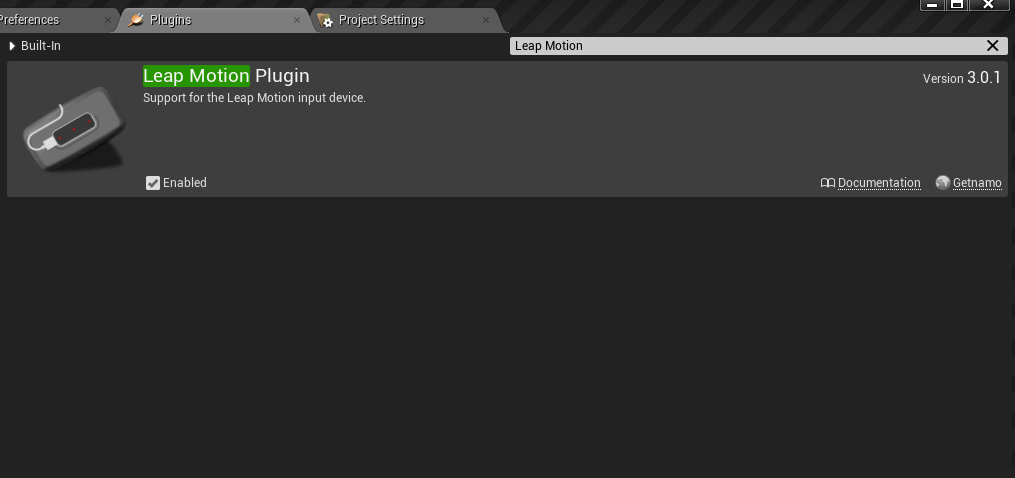 Preferences
Plugins
Project Settings
Built-In
Leap Motion
Leap Motion Plugin
Version 3.0.1
Support for the Leap Motion input device.
Enabled
Documentation
Getnamo